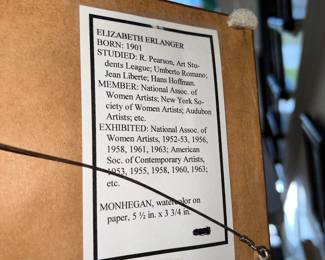 ELIZABETH ERLANGER
BORN: 1901
STUDIED: R. Pearson, Art Stu-
dents League; Umberto Romano;
Jean Liberte; Hans Hoffman.
MEMBER: National Assoc. of
Women Artists; New York So-
ciety of Women Artists; Audubon
Artists; etc.
EXHIBITED: National Assoc. of
Women Artists, 1952-53, 1956,
1958, 1961, 1963; American
Soc. of Contemporary Artists,
1953, 1955, 1958, 1960, 1963;
etc.
MONHEGAN, watercolor on
paper, 5 ½ in. x 3 3/4 in.